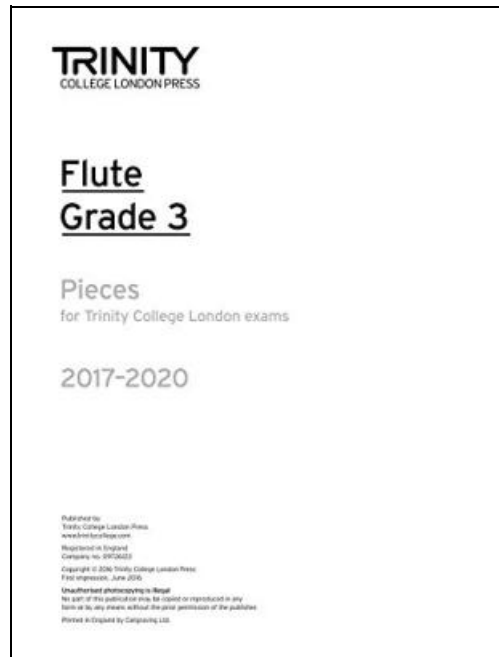 TRINITY
COLLEGE LONDON PRESS
Flute
Grade 3
Pieces
for Trinity College London exams
2017–2020
Published by
Trinity College London Press
www.trinitycollege.com
Registered in England
Company no. 09726123
Copyright © 2016 Trinity College London Press
First impression, June 2016
Unauthorised photocopying is illegal
No part of this publication may be copied or reproduced in any
form or by any means without the prior permission of the publisher.
Printed in England by Caligraving Ltd.